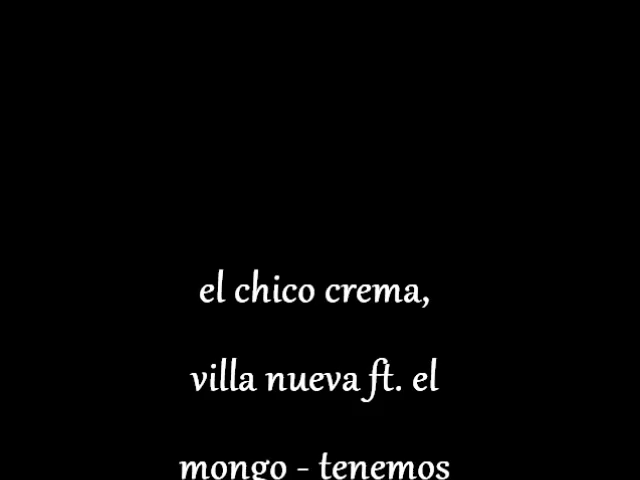 el chico crema,
villa nueva ft. el
mongo - tenemos